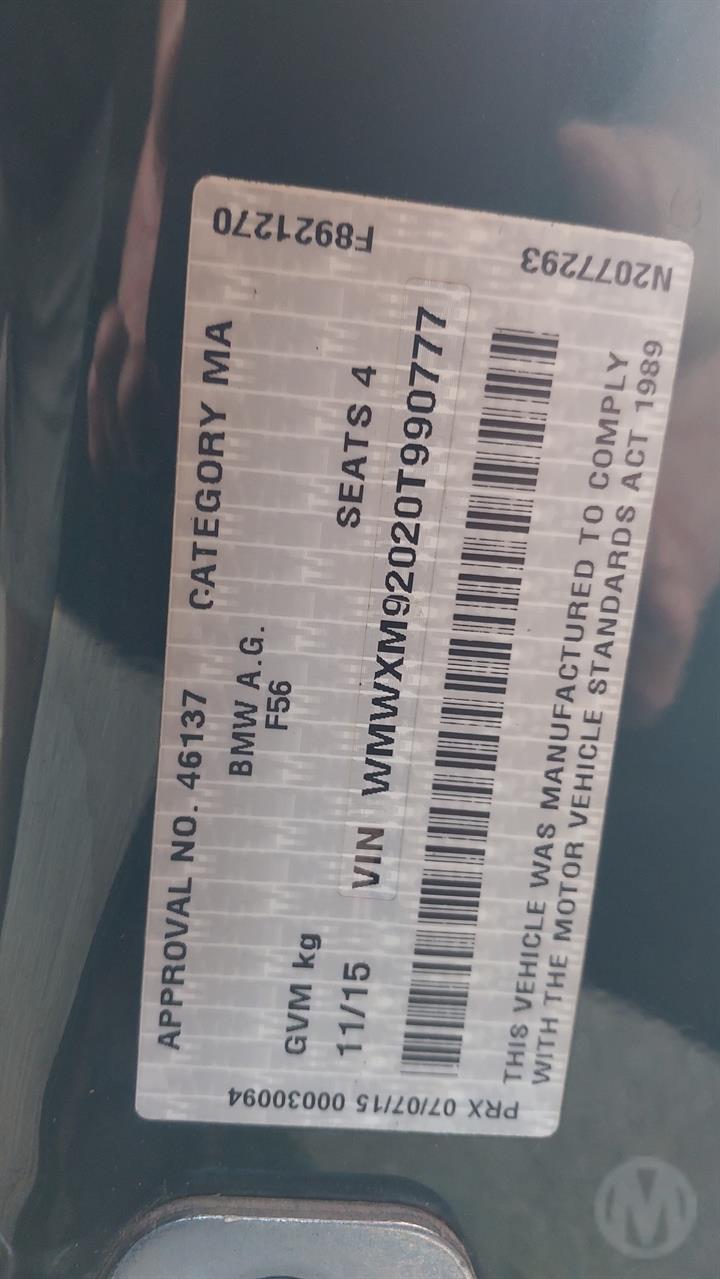 APPROVAL NO. 46137 CATEGORY MA
BMW A.G.
F56
GVM kg
11/15 SEATS 4
VIN WMWXM92020T990777
THIS VEHICLE WAS MANUFACTURED TO COMPLY
WITH THE MOTOR VEHICLE STANDARDS ACT 1989
F8921270
N2077293
PRX 07/07/15 00030094
M